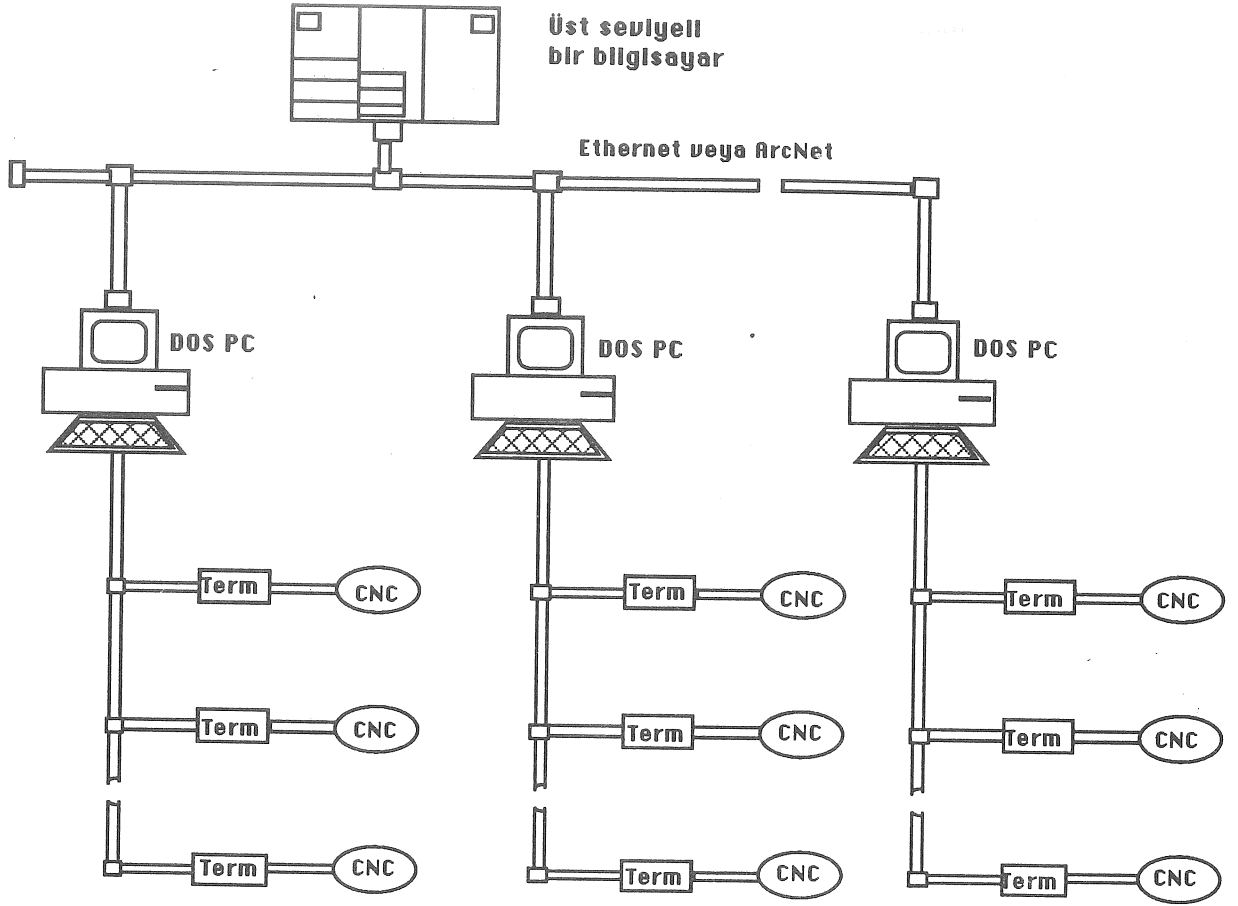 Üst seviyeli
bir bilgisayar
Ethernet veya ArcNet
DOS PC
DOS PC
DOS PC
Term
CNC
Term
CNC
Term
CNC
Term
CNC
Term
CNC
Term
CNC
Term
CNC
Term
CNC
Term
CNC